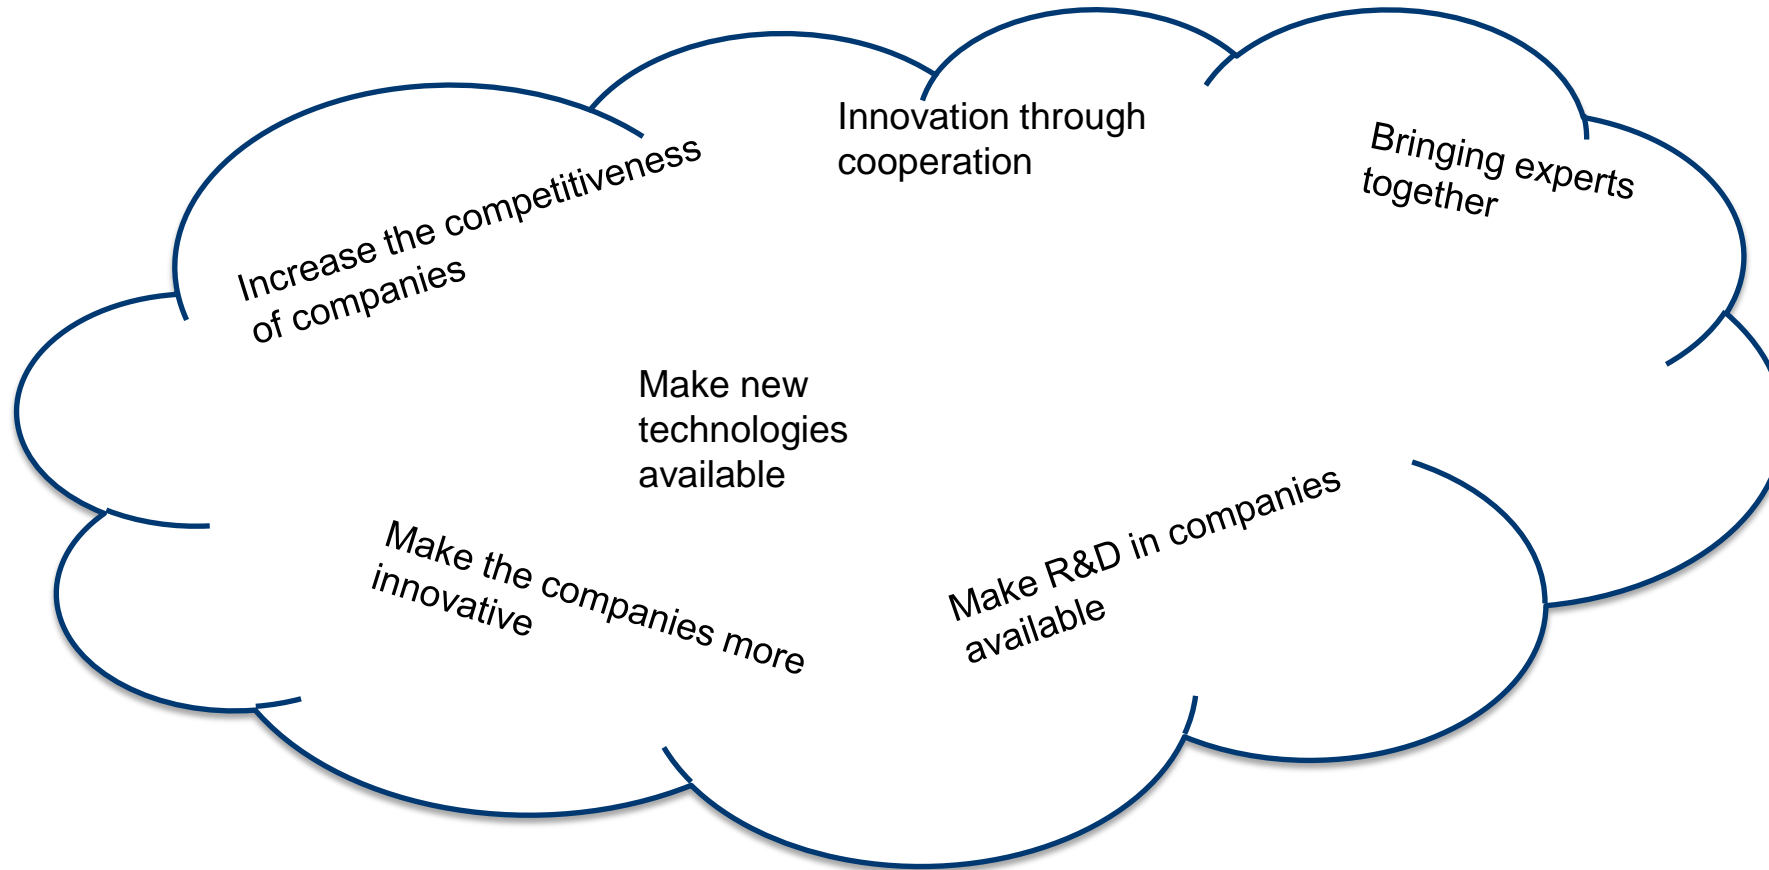 Innovation through
cooperation
Bringing experts
together
Increase the competitiveness
of companies
Make new
technologies
available
Make the companies more
innovative
Make R&D in companies
available